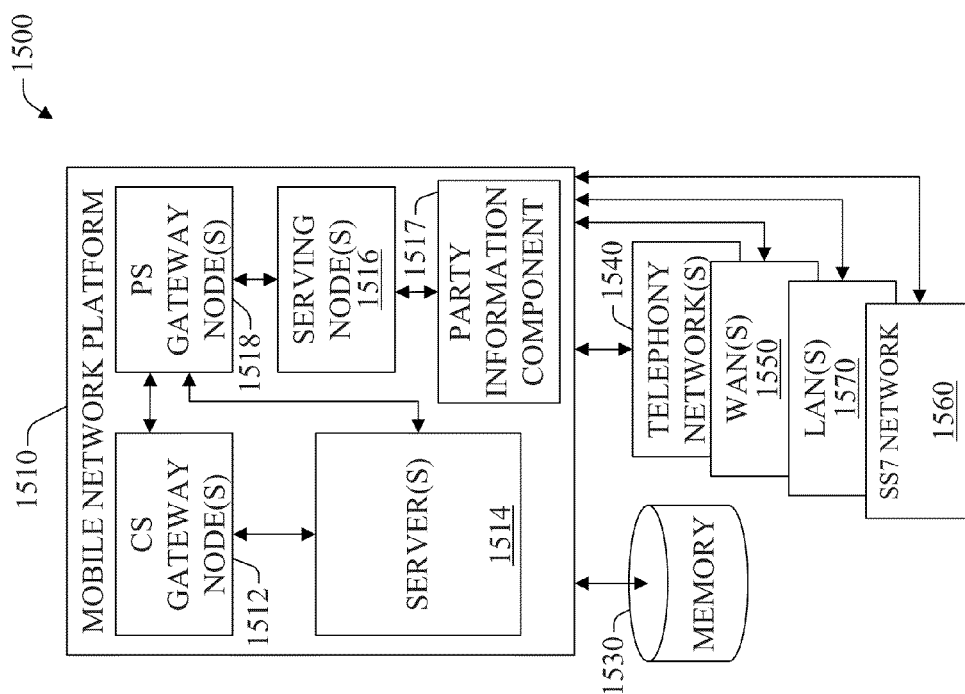 1500
1510
MOBILE NETWORK PLATFORM
CS
GATEWAY
NODE(S)
1512
PS
GATEWAY
NODE(S)
1518
SERVER(S)
1514
SERVING
NODE(S)
1516
1517
PARTY
INFORMATION
COMPONENT
1530
MEMORY
1540
TELEPHONY
NETWORK(S)
WAN(S)
1550
LAN(S)
1570
SS7 NETWORK
1560